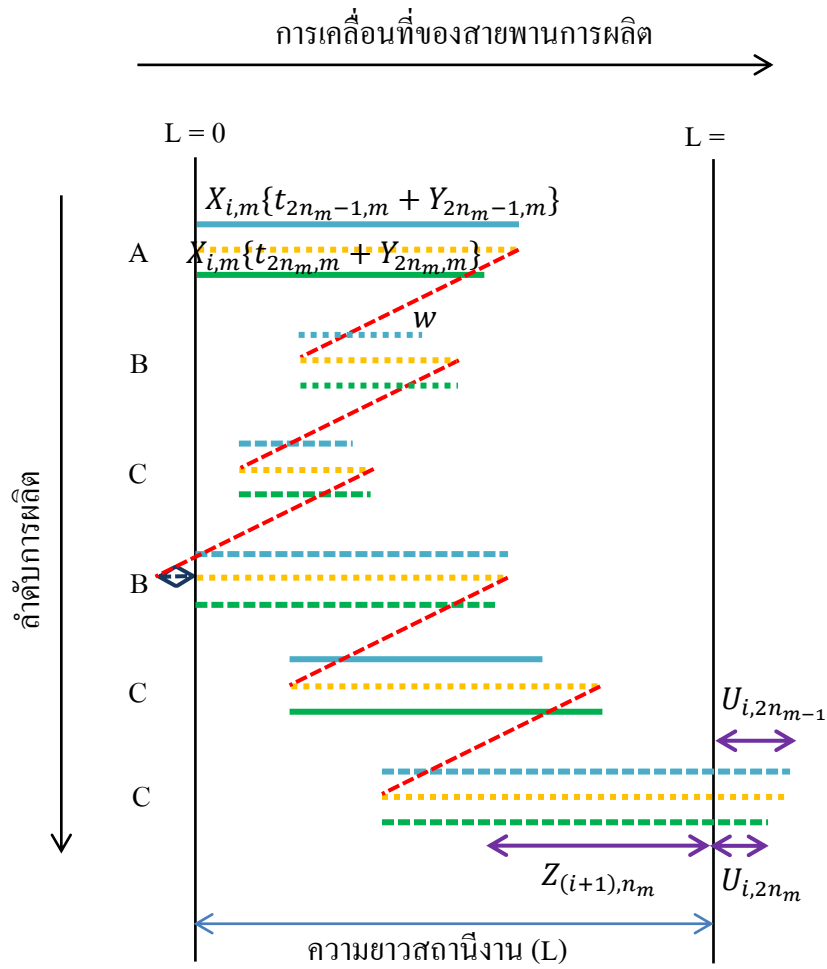 การเคลื่อนที่ของสายพานการผลิต
L = 0
L =
ลำดับการผลิต
X_{i,m}{t_{2n_m-1,m} + Y_{2n_m-1,m}}
A
X_{i,m}{t_{2n_m,m} + Y_{2n_m,m}}
w
B
C
B
C
U_{i,2n_{m-1}}
C
Z_{(i+1),n_m}
U_{i,2n_m}
ความยาวสถานีงาน (L)